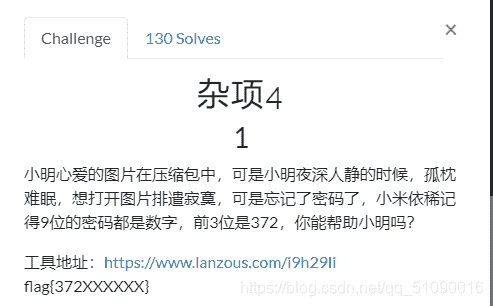 Challenge
130 Solves
×
杂项4
1
小明心爱的图片在压缩包中，可是小明夜深人静的时候，孤枕
难眠，想打开图片排遣寂寞，可是忘记了密码了，小米依稀记
得9位的密码都是数字，前3位是372，你能帮助小明吗？
工具地址：https://www.lanzous.com/i9h29li
flag{372XXXXXX}
https://blog.csdn.net/qq_51090016